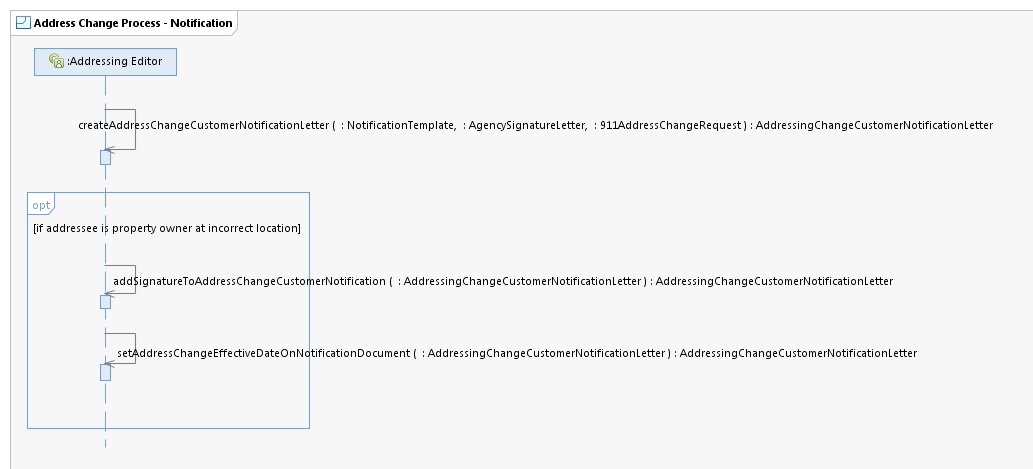 Address Change Process - Notification
:Addressing Editor
createAddressChangeCustomerNotificationLetter ( : NotificationTemplate, : AgencySignatureLetter, : 911AddressChangeRequest ) : AddressingChangeCustomerNotificationLetter
opt
[if addressee is property owner at incorrect location]
addSignatureToAddressChangeCustomerNotification ( : AddressingChangeCustomerNotificationLetter ) : AddressingChangeCustomerNotificationLetter
setAddressChangeEffectiveDateOnNotificationDocument ( : AddressingChangeCustomerNotificationLetter ) : AddressingChangeCustomerNotificationLetter